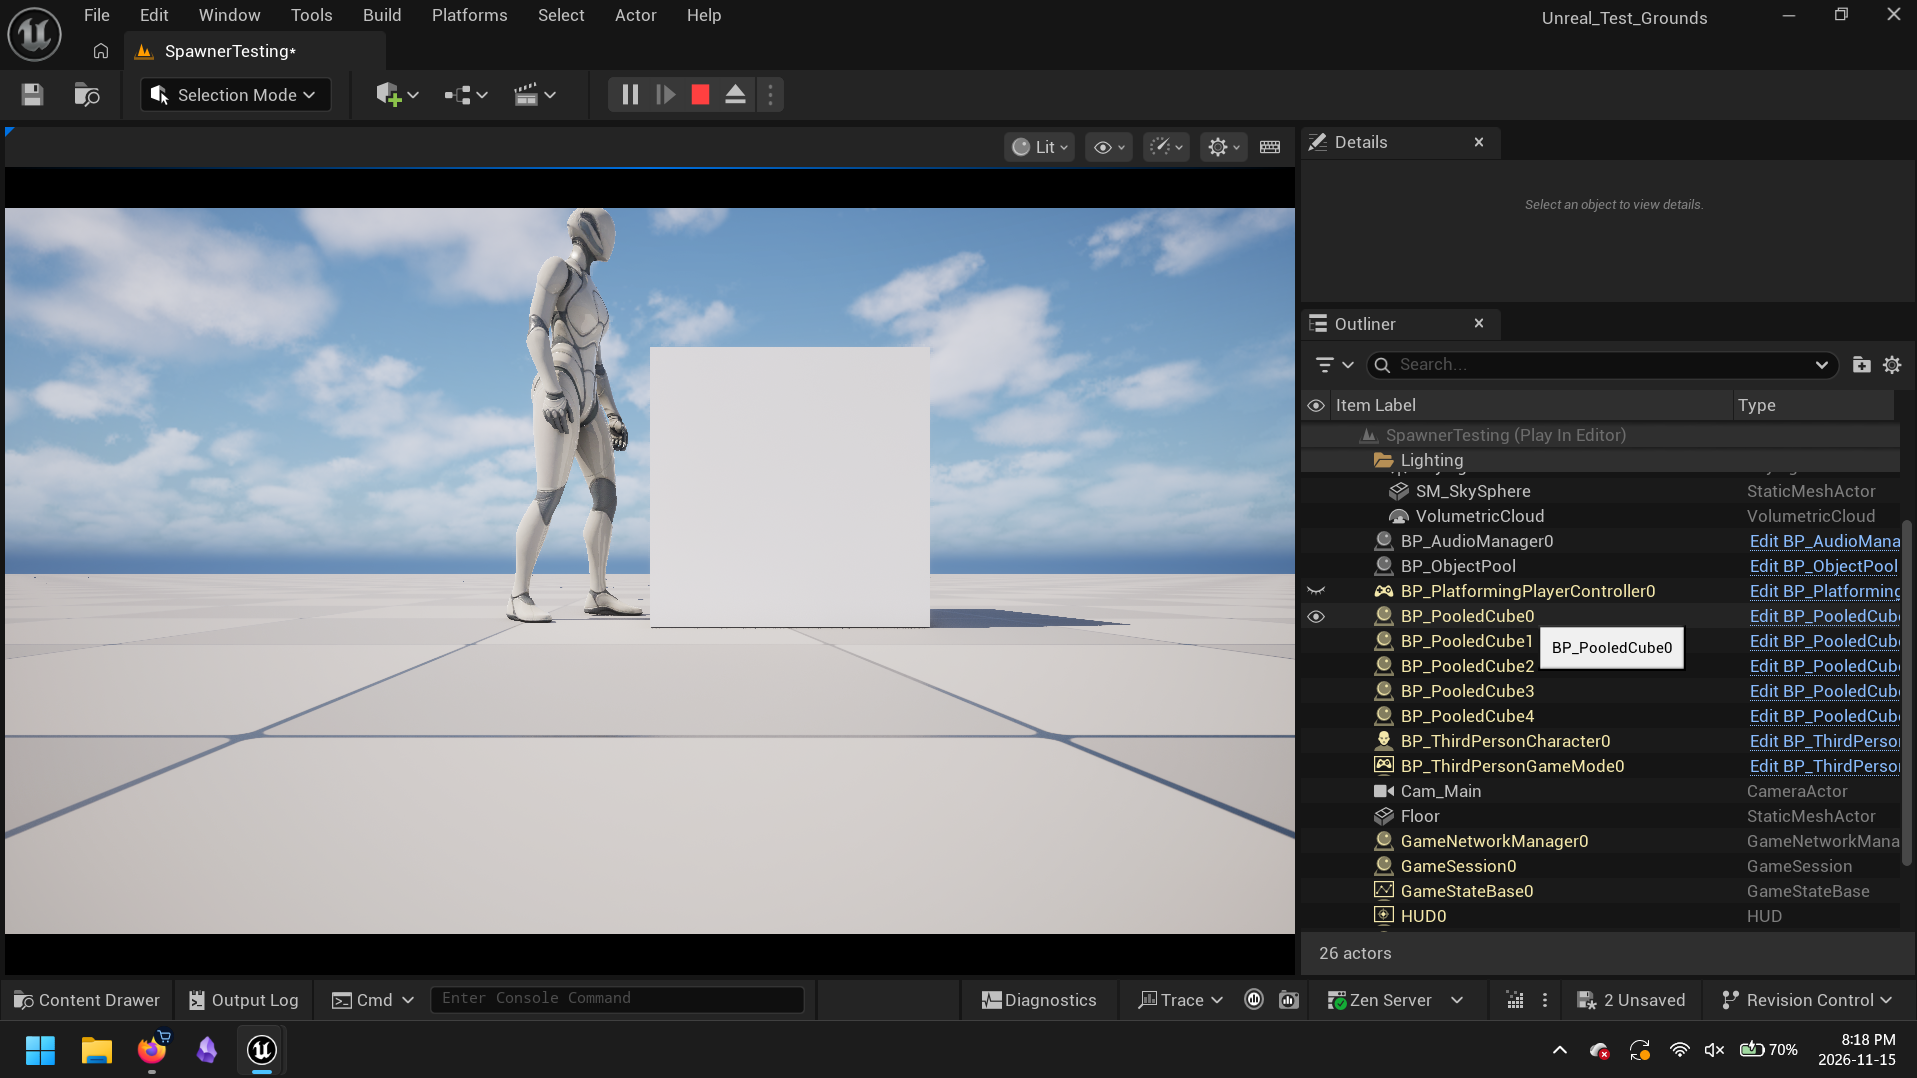 File Edit Window Tools Build Platforms Select Actor Help
Unreal_Test_Grounds
SpawnerTesting*
Selection Mode
Lit
Details
Select an object to view details.
Outliner
Search...
Item Label Type
SpawnerTesting (Play In Editor)
Lighting
SM_SkySphere StaticMeshActor
VolumetricCloud VolumetricCloud
BP_AudioManager0 Edit BP_AudioMana
BP_ObjectPool Edit BP_ObjectPool
BP_PlatformingPlayerController0 Edit BP_Platforming
BP_PooledCube0 Edit BP_PooledCub
BP_PooledCube1 Edit BP_PooledCub
BP_PooledCube0
BP_PooledCube2 Edit BP_PooledCub
BP_PooledCube3 Edit BP_PooledCub
BP_PooledCube4 Edit BP_PooledCub
BP_ThirdPersonCharacter0 Edit BP_ThirdPerso
BP_ThirdPersonGameMode0 Edit BP_ThirdPerso
Cam_Main CameraActor
Floor StaticMeshActor
GameNetworkManager0 GameNetworkMana
GameSession0 GameSession
GameStateBase0 GameStateBase
HUD0 HUD
26 actors
Content Drawer Output Log Cmd Enter Console Command Diagnostics Trace Zen Server 2 Unsaved Revision Control
70%
8:18 PM
2026-11-15